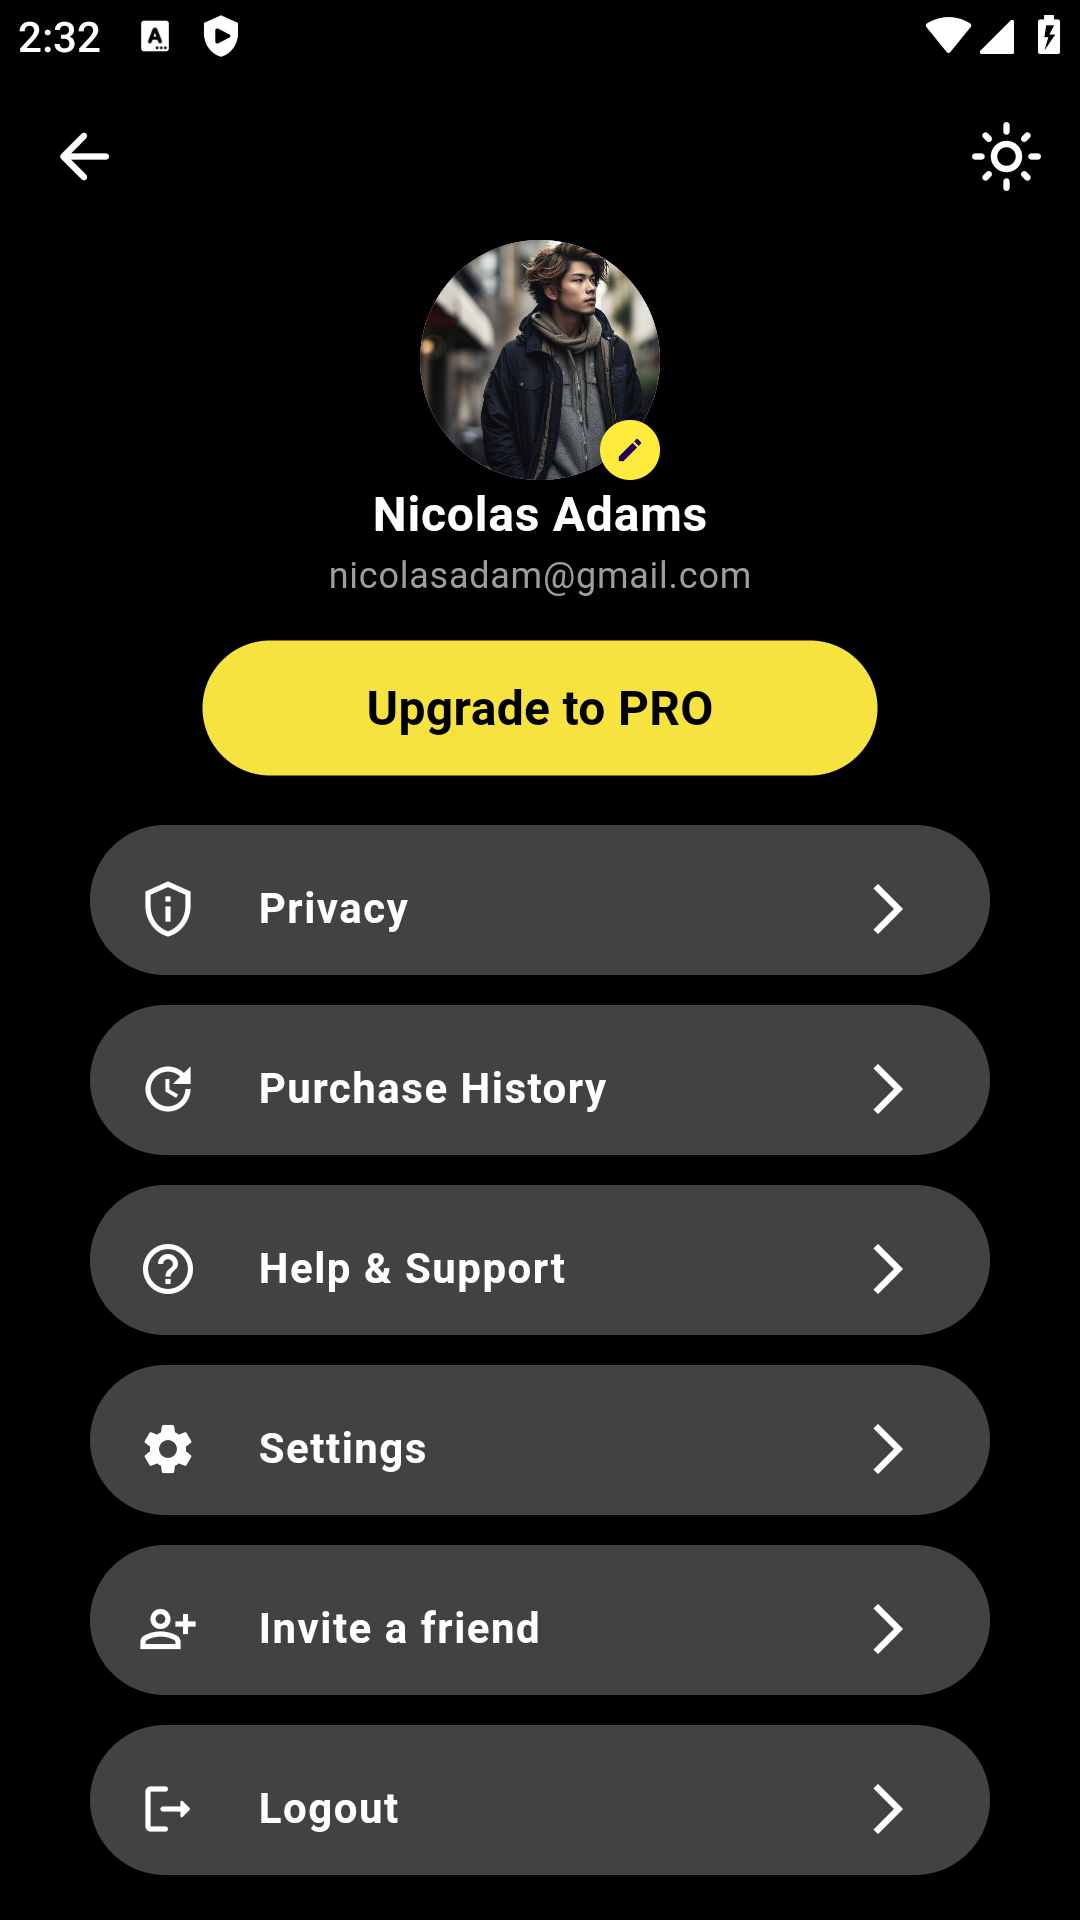 2:32
A
Nicolas Adams
nicolasadam@gmail.com
Upgrade to PRO
Privacy
Purchase History
Help & Support
Settings
Invite a friend
Logout